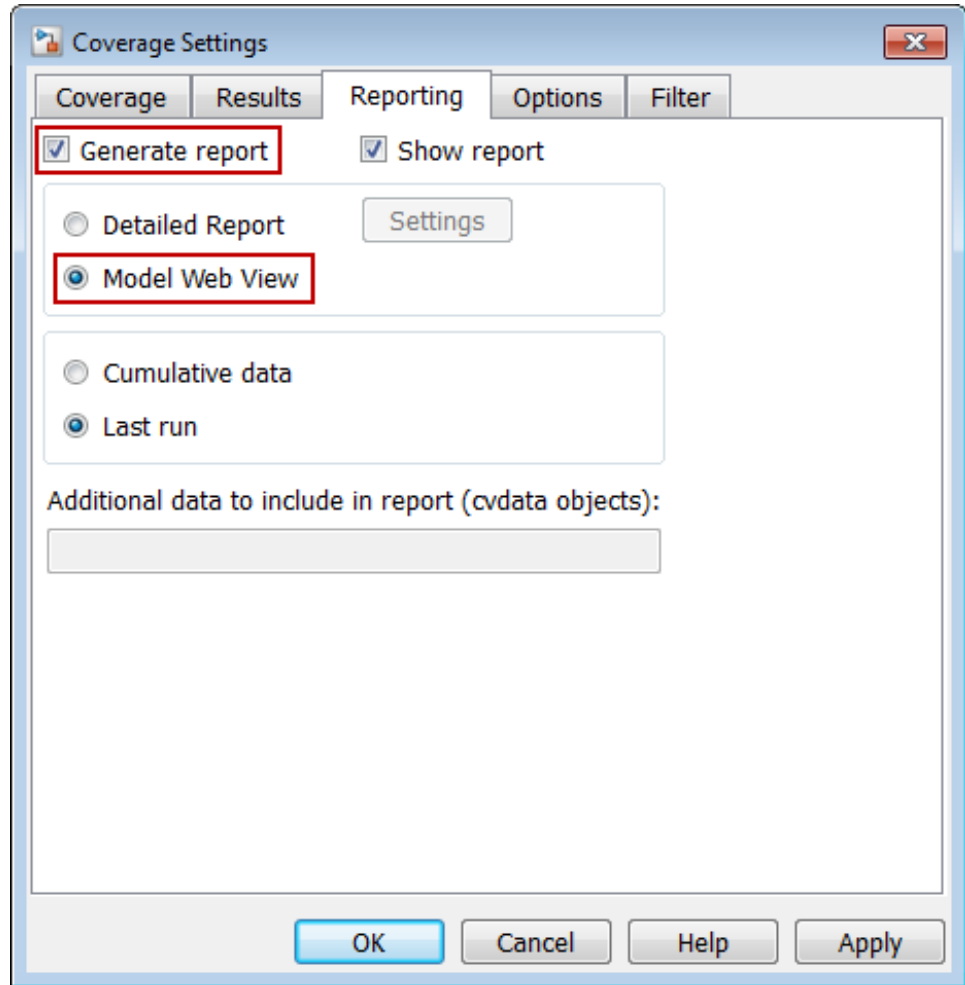 Coverage Settings
Coverage Results Reporting Options Filter
Generate report Show report
Detailed Report Settings
Model Web View
Cumulative data
Last run
Additional data to include in report (cvdata objects):
OK Cancel Help Apply